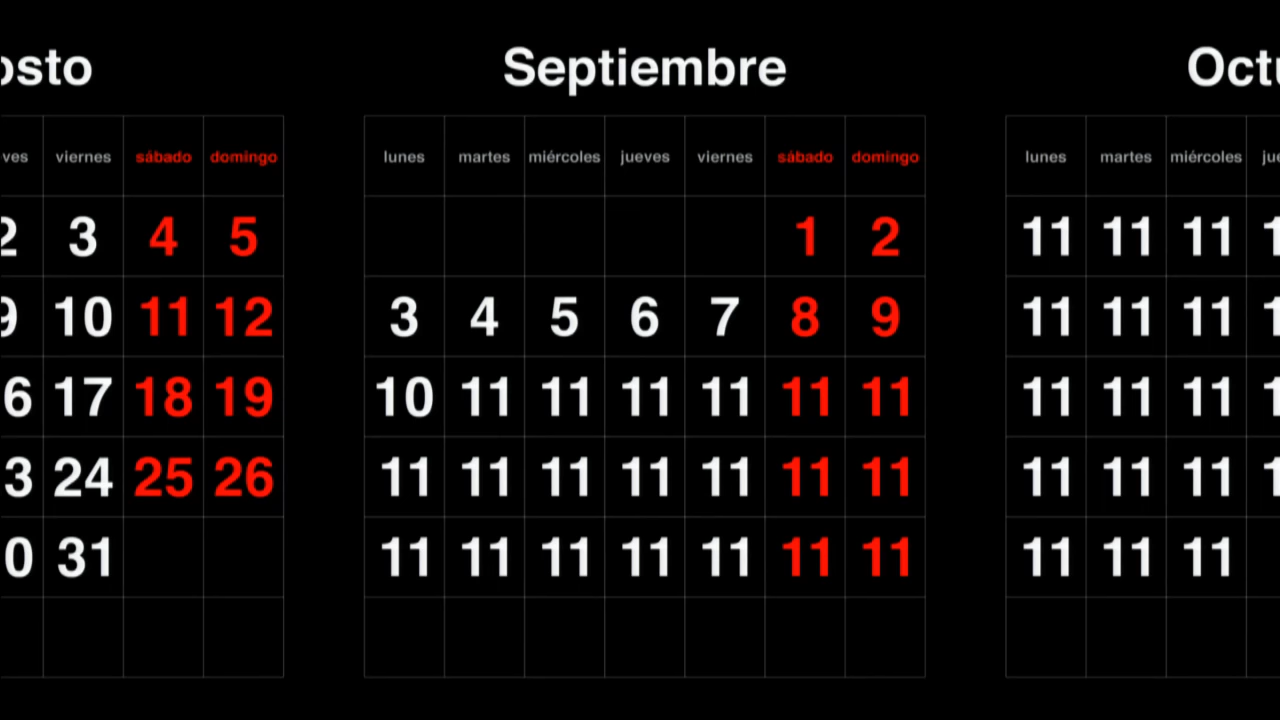 osto Septiembre Octu
ves viernes sábado domingo lunes martes miércoles jueves viernes sábado domingo lunes martes miércoles jue
2 3 4 5 1 2 11 11 11 1
9 10 11 12 3 4 5 6 7 8 9 11 11 11 1
6 17 18 19 10 11 11 11 11 11 11 11 11 11 1
3 24 25 26 11 11 11 11 11 11 11 11 11 11 1
0 31 11 11 11 11 11 11 11 11 11 11